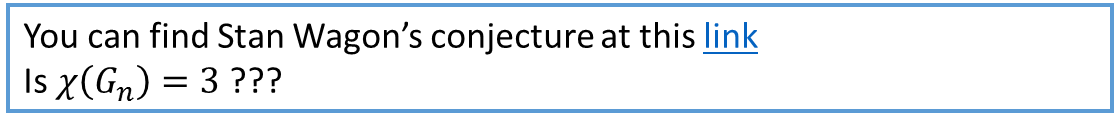 You can find Stan Wagon’s conjecture at this link
Is 𝜒(𝐺ₙ) = 3 ???